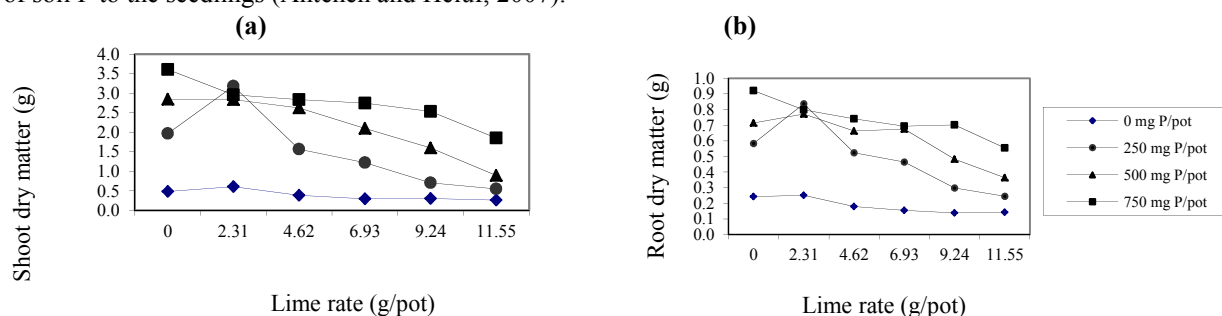 of soil P to the seedlings (Anteneh and Heluf, 2007).
(a)
Shoot dry matter (g)
4.0
3.5
3.0
2.5
2.0
1.5
1.0
0.5
0.0
0 2.31 4.62 6.93 9.24 11.55
Lime rate (g/pot)
(b)
Root dry matter (g)
1.0
0.9
0.8
0.7
0.6
0.5
0.4
0.3
0.2
0.1
0.0
0 2.31 4.62 6.93 9.24 11.55
Lime rate (g/pot)
0 mg P/pot
250 mg P/pot
500 mg P/pot
750 mg P/pot